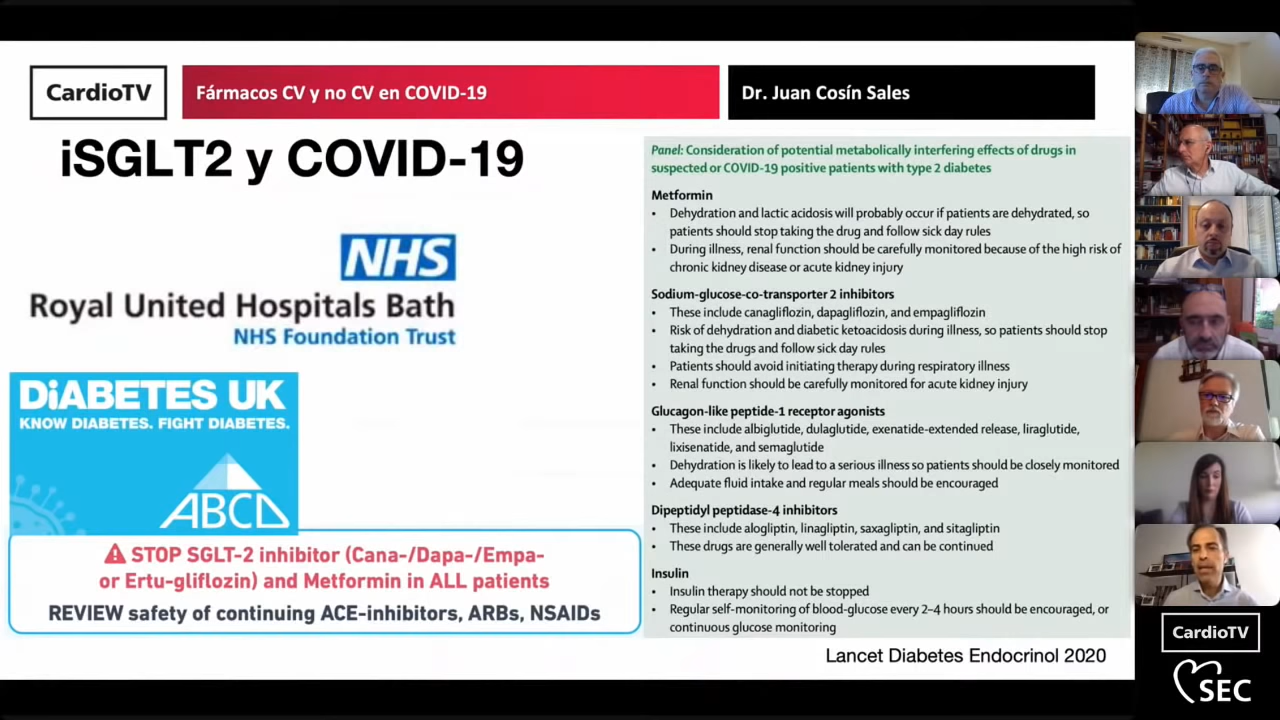 CardioTV
Fármacos CV y no CV en COVID-19
Dr. Juan Cosín Sales
iSGLT2 y COVID-19
NHS
Royal United Hospitals Bath
NHS Foundation Trust
DiABETES UK
KNOW DIABETES. FIGHT DIABETES.
ABCD
STOP SGLT-2 inhibitor (Cana-/Dapa-/Empa-
or Ertu-gliflozin) and Metformin in ALL patients
REVIEW safety of continuing ACE-inhibitors, ARBs, NSAIDs
Panel: Consideration of potential metabolically interfering effects of drugs in
suspected or COVID-19 positive patients with type 2 diabetes
Metformin
• Dehydration and lactic acidosis will probably occur if patients are dehydrated, so
patients should stop taking the drug and follow sick day rules
• During illness, renal function should be carefully monitored because of the high risk of
chronic kidney disease or acute kidney injury
Sodium-glucose-co-transporter 2 inhibitors
• These include canagliflozin, dapagliflozin, and empagliflozin
• Risk of dehydration and diabetic ketoacidosis during illness, so patients should stop
taking the drugs and follow sick day rules
• Patients should avoid initiating therapy during respiratory illness
• Renal function should be carefully monitored for acute kidney injury
Glucagon-like peptide-1 receptor agonists
• These include albiglutide, dulaglutide, exenatide-extended release, liraglutide,
lixisenatide, and semaglutide
• Dehydration is likely to lead to a serious illness so patients should be closely monitored
• Adequate fluid intake and regular meals should be encouraged
Dipeptidyl peptidase-4 inhibitors
• These include alogliptin, linagliptin, saxagliptin, and sitagliptin
• These drugs are generally well tolerated and can be continued
Insulin
• Insulin therapy should not be stopped
• Regular self-monitoring of blood-glucose every 2–4 hours should be encouraged, or
continuous glucose monitoring
Lancet Diabetes Endocrinol 2020
CardioTV
SEC